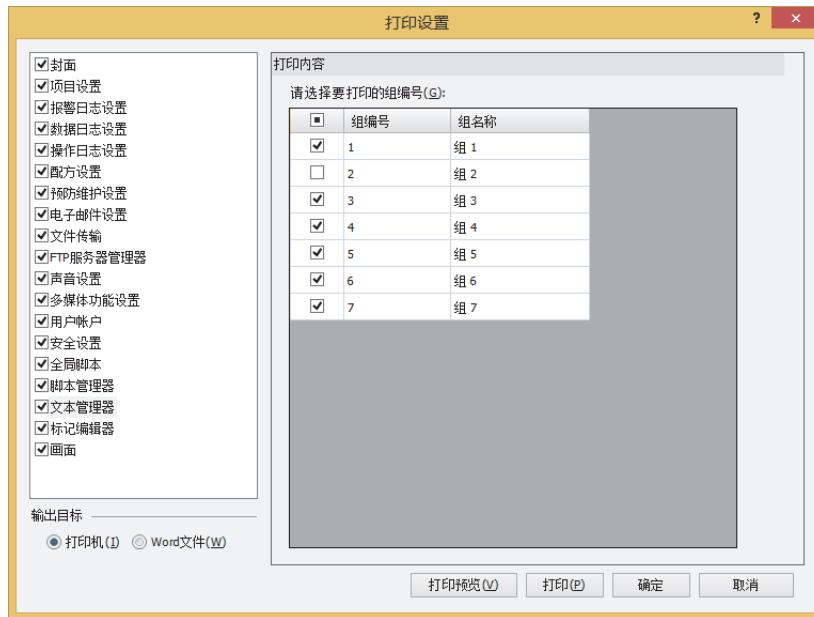 打印设置
?
×
封面
项目设置
报警日志设置
数据日志设置
操作日志设置
配方设置
预防维护设置
电子邮件设置
文件传输
FTP服务器管理器
声音设置
多媒体功能设置
用户帐户
安全设置
全局脚本
脚本管理器
文本管理器
标记编辑器
画面
输出目标
打印机(I) Word文件(W)
打印内容
请选择要打印的组编号(G):
组编号 组名称
1 组 1
2 组 2
3 组 3
4 组 4
5 组 5
6 组 6
7 组 7
打印预览(V) 打印(P) 确定 取消